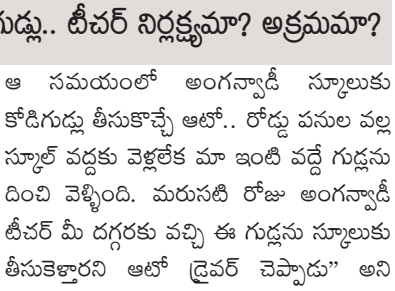 గుడ్లు.. టీచర్ నిర్లక్ష్యమా? అక్రమమా?
ఆ సమయంలో అంగన్వాడీ స్కూలుకు
కోడిగుడ్లు తీసుకొచ్చే ఆటో.. రోడ్డు పనుల వల్ల
స్కూల్ వద్దకు వెళ్లలేక మా ఇంటి వద్దే గుడ్లను
దించి వెళ్ళింది. మరుసటి రోజు అంగన్వాడీ
టీచర్ మీ దగ్గరకు వచ్చి ఈ గుడ్లను స్కూలుకు
తీసుకెళ్తారని ఆటో డ్రైవర్ చెప్పాడు” అని